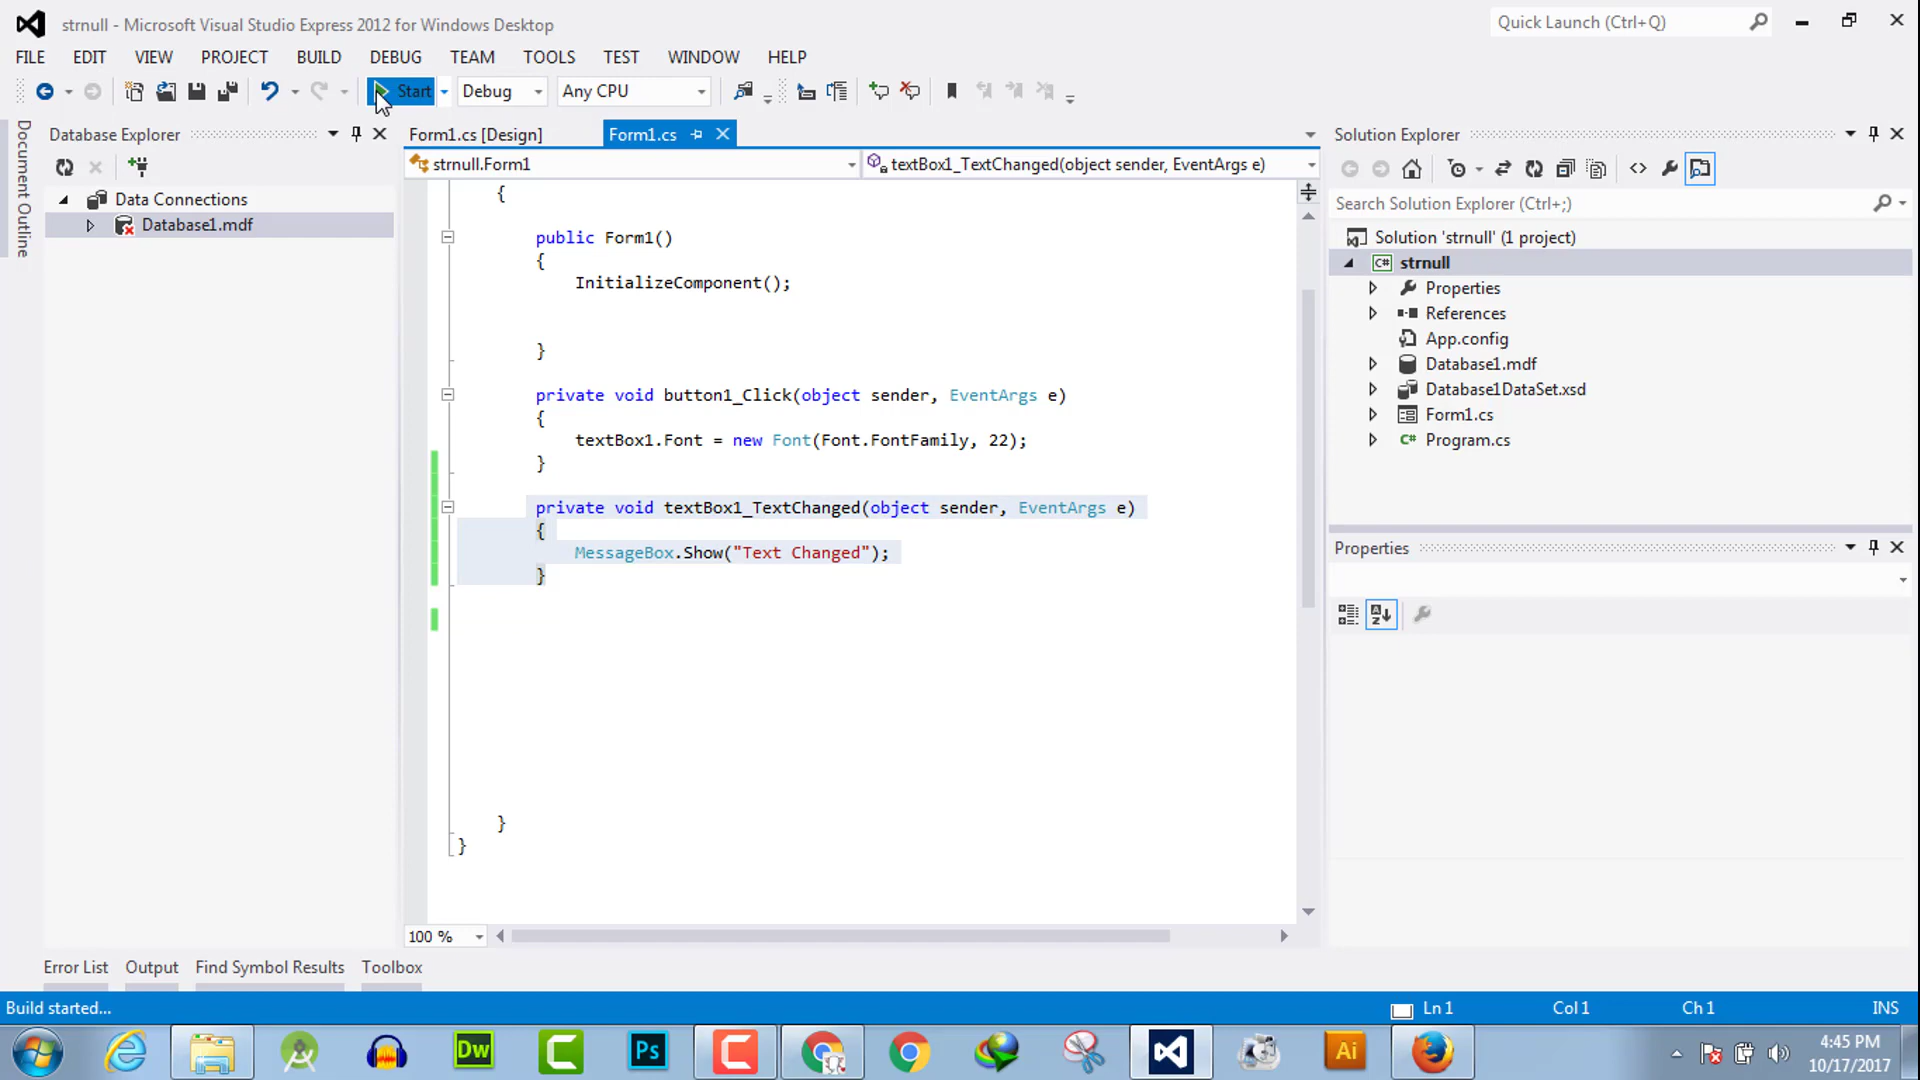 strnull - Microsoft Visual Studio Express 2012 for Windows Desktop
Quick Launch (Ctrl+Q)
FILE EDIT VIEW PROJECT BUILD DEBUG TEAM TOOLS TEST WINDOW HELP
Start Debug Any CPU
Document Outline
Database Explorer
Data Connections
Database1.mdf
Form1.cs [Design] Form1.cs
strnull.Form1 textBox1_TextChanged(object sender, EventArgs e)
{
public Form1()
{
InitializeComponent();
}
private void button1_Click(object sender, EventArgs e)
{
textBox1.Font = new Font(Font.FontFamily, 22);
}
private void textBox1_TextChanged(object sender, EventArgs e)
{
MessageBox.Show("Text Changed");
}
}
}
100 %
Solution Explorer
Search Solution Explorer (Ctrl+;)
Solution 'strnull' (1 project)
C# strnull
Properties
References
App.config
Database1.mdf
Database1DataSet.xsd
Form1.cs
C# Program.cs
Properties
Error List Output Find Symbol Results Toolbox
Build started... Ln 1 Col 1 Ch 1 INS
Dw Ps Ai
4:45 PM
10/17/2017